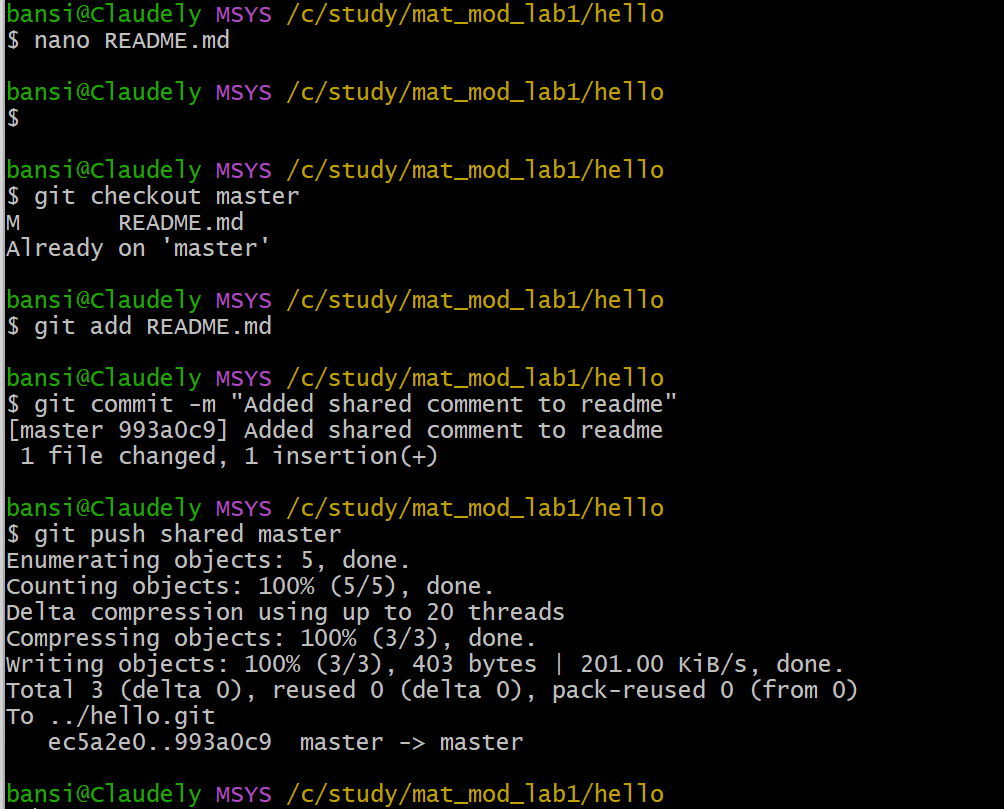 bansi@Claudely MSYS /c/study/mat_mod_lab1/hello
$ nano README.md
bansi@Claudely MSYS /c/study/mat_mod_lab1/hello
$
bansi@Claudely MSYS /c/study/mat_mod_lab1/hello
$ git checkout master
M       README.md
Already on 'master'
bansi@Claudely MSYS /c/study/mat_mod_lab1/hello
$ git add README.md
bansi@Claudely MSYS /c/study/mat_mod_lab1/hello
$ git commit -m "Added shared comment to readme"
[master 993a0c9] Added shared comment to readme
 1 file changed, 1 insertion(+)
bansi@Claudely MSYS /c/study/mat_mod_lab1/hello
$ git push shared master
Enumerating objects: 5, done.
Counting objects: 100% (5/5), done.
Delta compression using up to 20 threads
Compressing objects: 100% (3/3), done.
Writing objects: 100% (3/3), 403 bytes | 201.00 KiB/s, done.
Total 3 (delta 0), reused 0 (delta 0), pack-reused 0 (from 0)
To ../hello.git
   ec5a2e0..993a0c9  master -> master
bansi@Claudely MSYS /c/study/mat_mod_lab1/hello